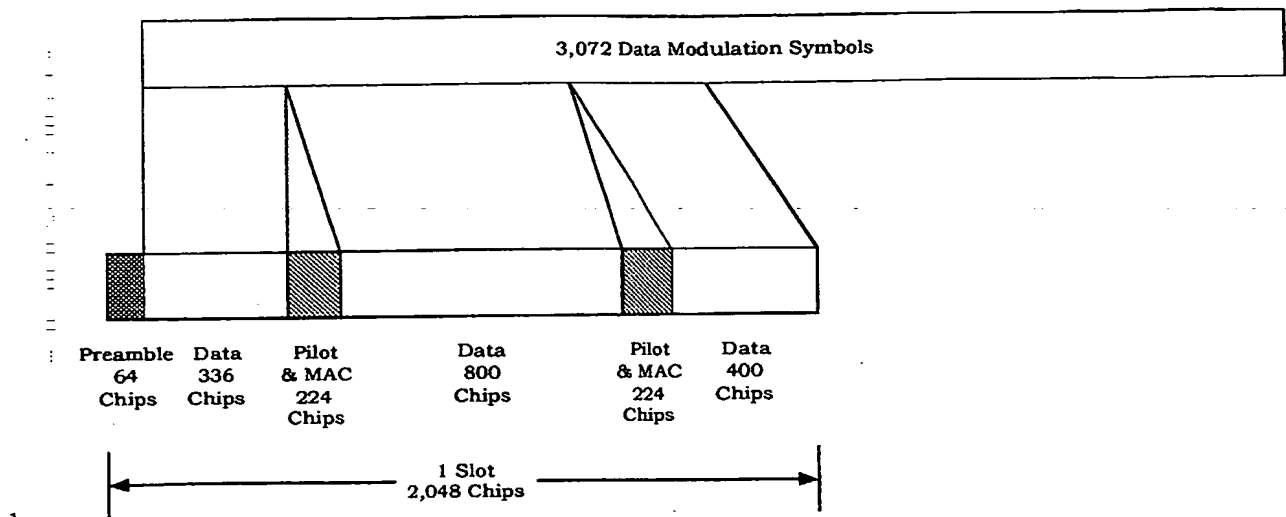 3,072 Data Modulation Symbols
Preamble
64
Chips
Data
336
Chips
Pilot
& MAC
224
Chips
Data
800
Chips
Pilot
& MAC
224
Chips
Data
400
Chips
1 Slot
2,048 Chips